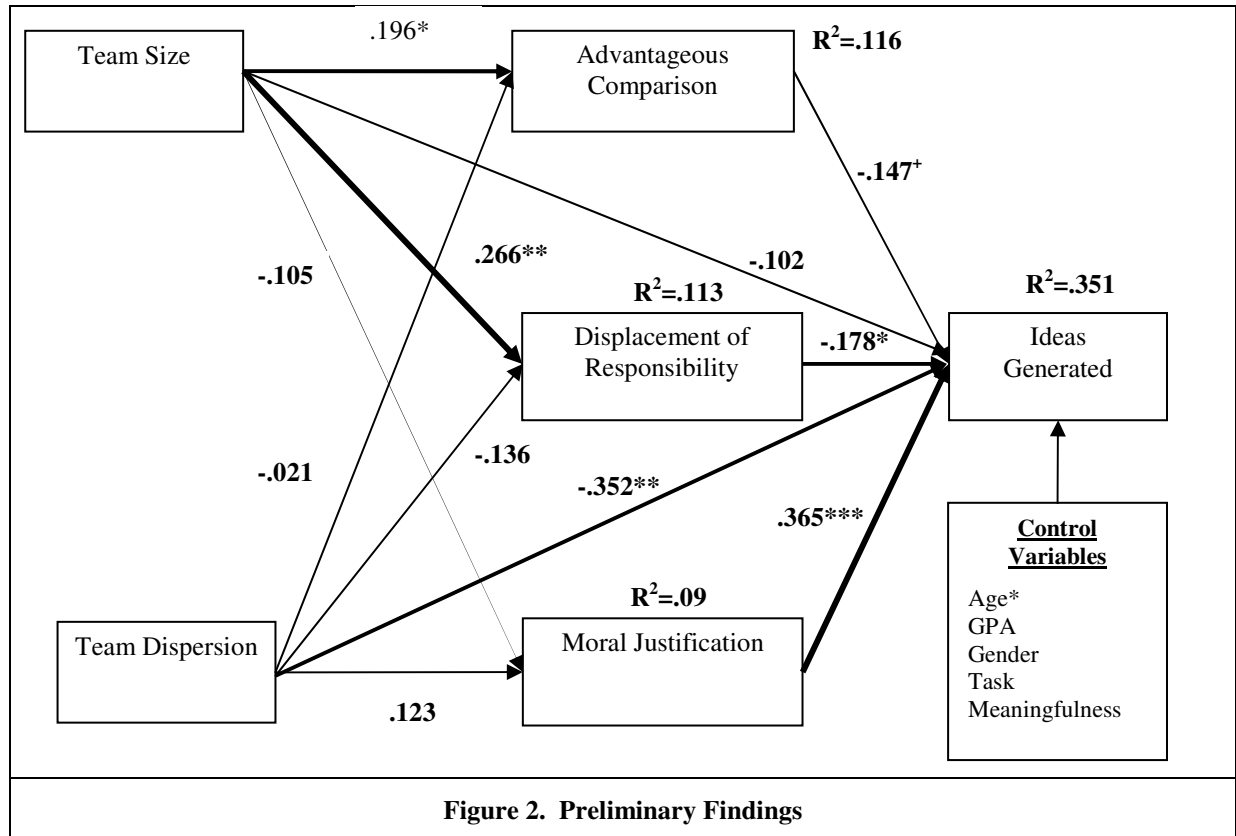 .196*
Team Size
Advantageous
Comparison
R²=.116
-.147⁺
-.105
.266**
-.102
R²=.113
R²=.351
Displacement of
Responsibility
-.178*
Ideas
Generated
-.021
-.136
-.352**
.365***
Control
Variables
Age*
GPA
Gender
Task
Meaningfulness
R²=.09
Team Dispersion
Moral Justification
.123
Figure 2. Preliminary Findings